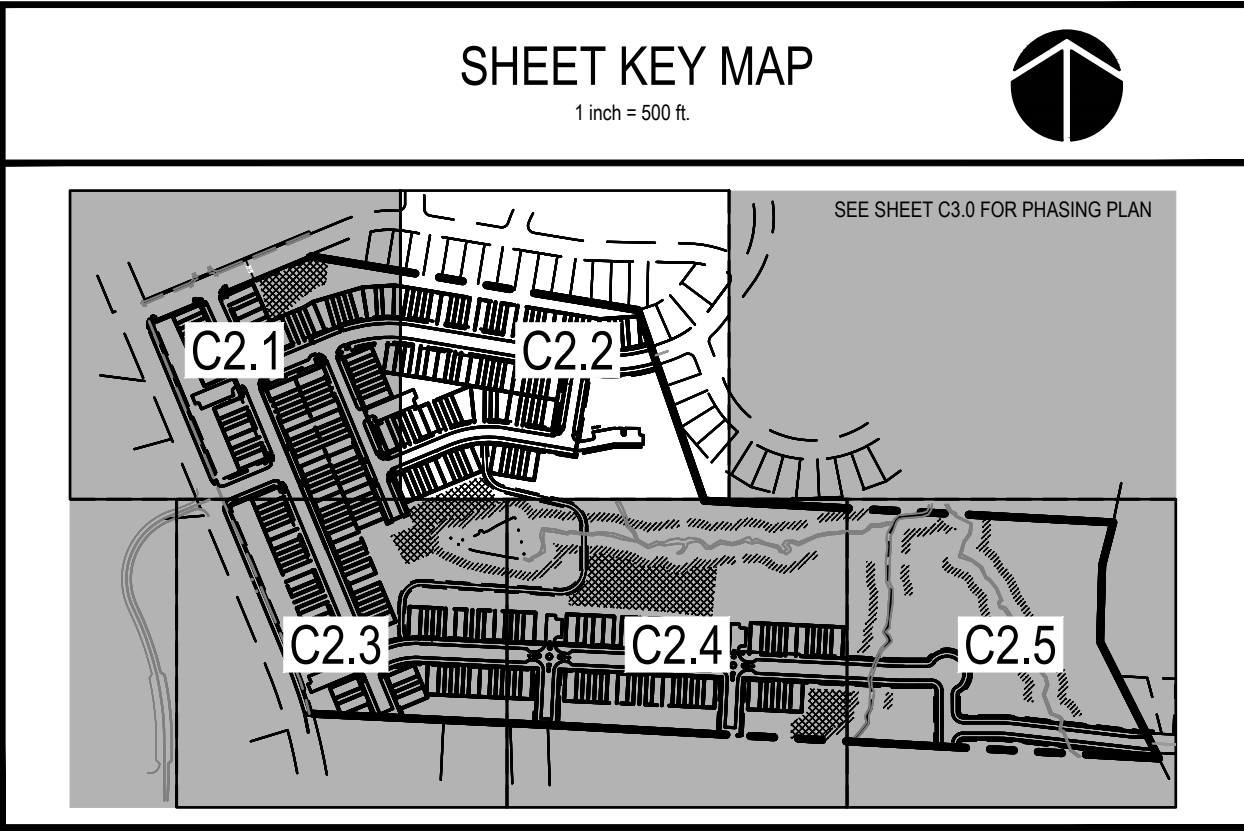 SHEET KEY MAP
1 inch = 500 ft.
SEE SHEET C3.0 FOR PHASING PLAN
C2.1
C2.2
C2.3
C2.4
C2.5